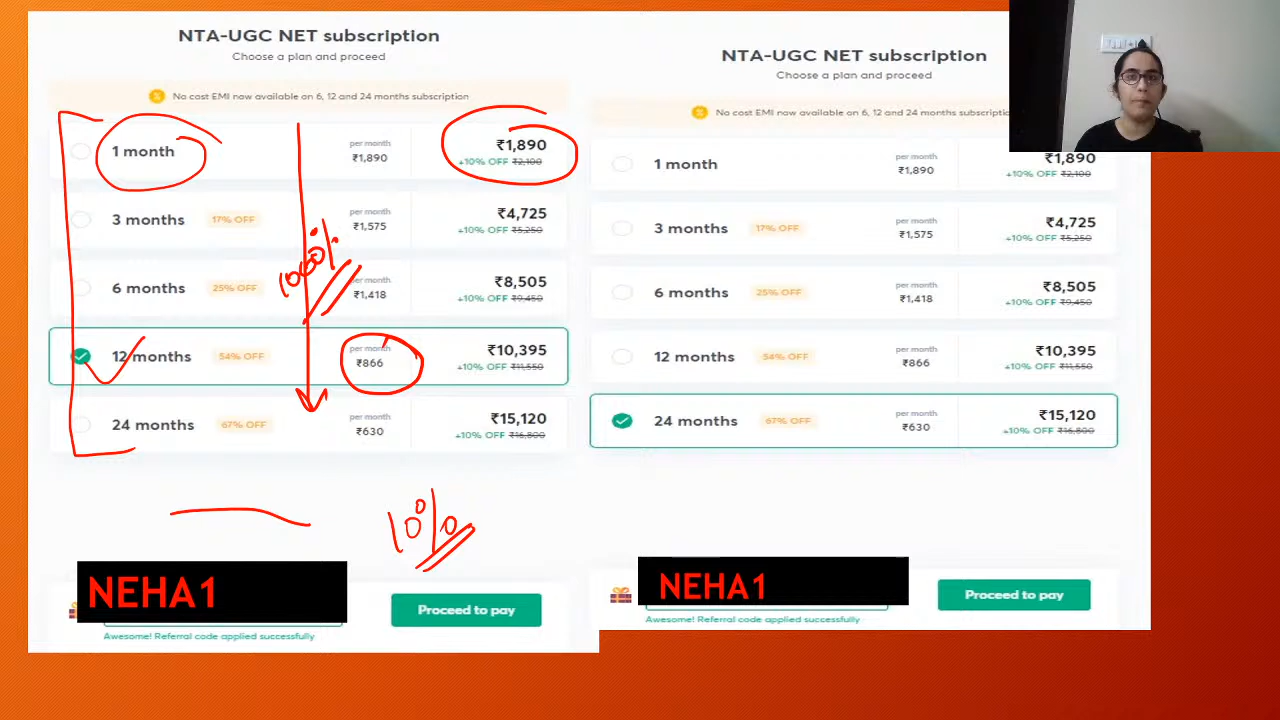 NTA-UGC NET subscription
Choose a plan and proceed
No cost EMI now available on 6, 12 and 24 months subscription
1 month per month ₹1,890
₹1,890 +10% OFF ₹2,100
3 months 17% OFF per month ₹4,725
₹1,575 +10% OFF ₹5,250
6 months 25% OFF per month ₹8,505
₹1,418 +10% OFF ₹9,450
12 months 54% OFF per month ₹10,395
₹866 +10% OFF ₹11,550
24 months 67% OFF per month ₹15,120
₹630 +10% OFF ₹16,800
10%
NEHA1
Proceed to pay
Awesome! Referral code applied successfully
NTA-UGC NET subscription
Choose a plan and proceed
No cost EMI now available on 6, 12 and 24 months
1 month per month ₹1,890
₹1,890 +10% OFF ₹2,100
3 months 17% OFF per month ₹4,725
₹1,575 +10% OFF ₹5,250
6 months 25% OFF per month ₹8,505
₹1,418 +10% OFF ₹9,450
12 months 54% OFF per month ₹10,395
₹866 +10% OFF ₹11,550
24 months 67% OFF per month ₹15,120
₹630 +10% OFF ₹16,800
NEHA1
Proceed to pay
Awesome! Referral code applied successfully